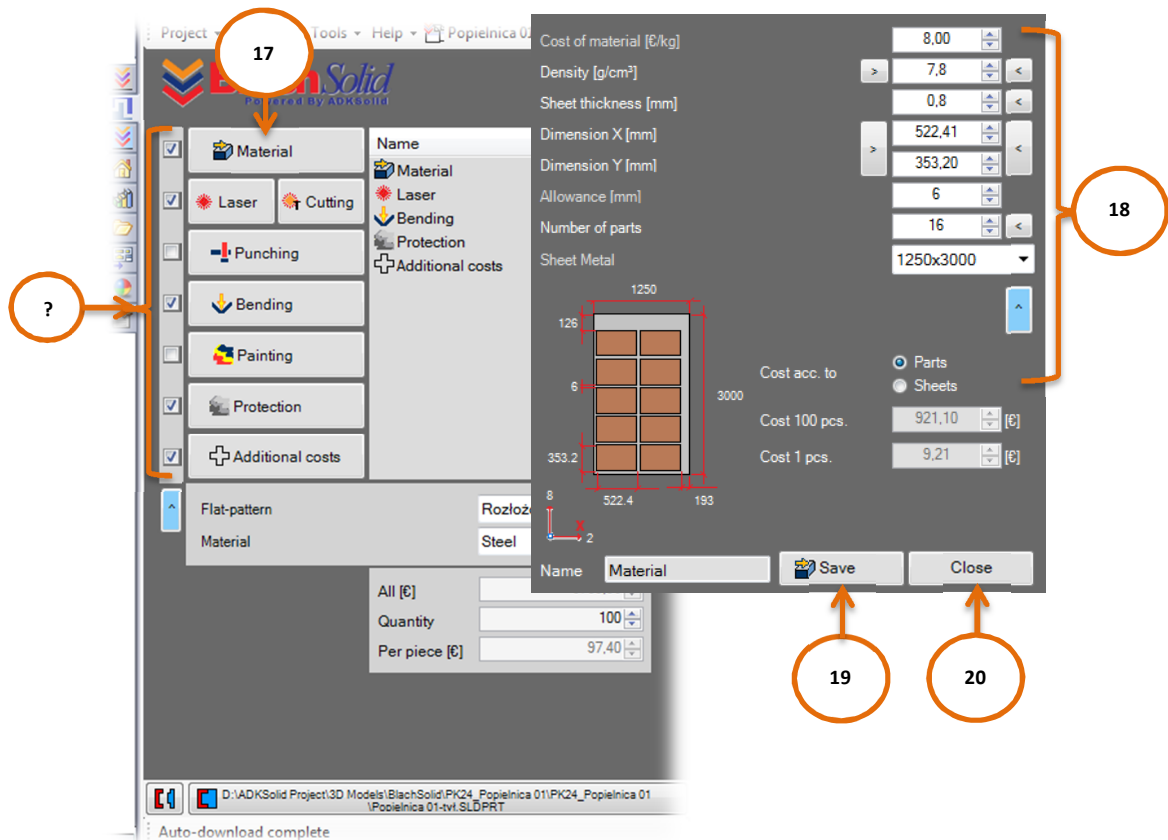 Project
Tools
Help
Popielnica 01
17
Solid
Powered By ADKSolid
Material
Laser
Cutting
Punching
Bending
Painting
Protection
Additional costs
?
Name
Material
Laser
Bending
Protection
Additional costs
Flat-pattern
Material
Steel
All [€]
Quantity
100
Per piece [€]
97,40
D:\ADKSolid Project\3D Models\BlachSolid\PK24_Popielnica 01\PK24_Popielnica 01
\Popielnica 01-tvł.SLDPRT
Auto-download complete
Cost of material [€/kg]
8,00
Density [g/cm³]
>
7,8
<
Sheet thickness [mm]
0,8
<
Dimension X [mm]
522,41
>
<
Dimension Y [mm]
353,20
Allowance [mm]
6
Number of parts
16
<
Sheet Metal
1250x3000
^
18
1250
126
6
3000
353.2
522.4
193
8
X
2
Cost acc. to
Parts
Sheets
Cost 100 pcs.
921,10
[€]
Cost 1 pcs.
9,21
[€]
Name
Material
Save
Close
19
20